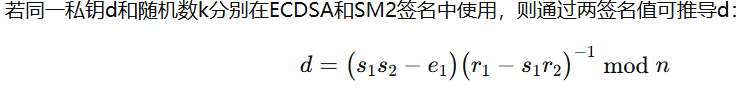 若同一私钥d和随机数k分别在ECDSA和SM2签名中使用，则通过两签名值可推导d：
d = (s₁s₂ − e₁)(r₁ − s₁r₂)⁻¹ mod n